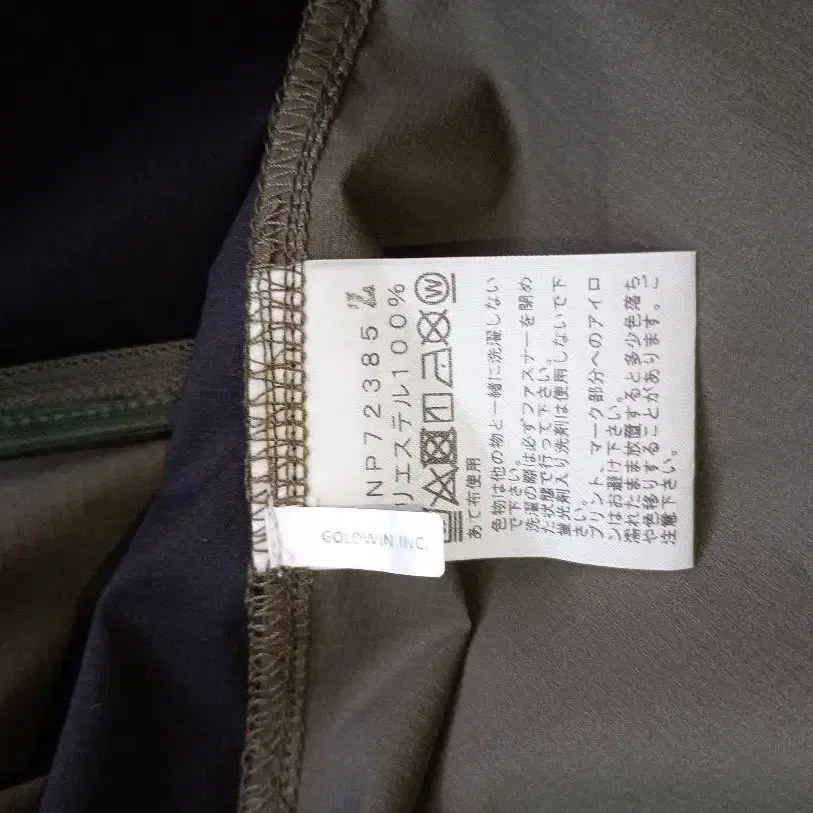 NP72385
リエステル100%
W
あて布使用
色物は他の物と一緒に洗濯しない
で下さい。
洗濯の際は必ずファスナーを閉め
た状態で行って下さい。
蛍光剤入り洗剤は使用しないで下
さい。
プリント、マーク部分へのアイロ
ンはお避け下さい。
濡れたまま放置すると多少色落ち
や色移りすることがあります。ご
注意下さい。
GOLDWIN INC.